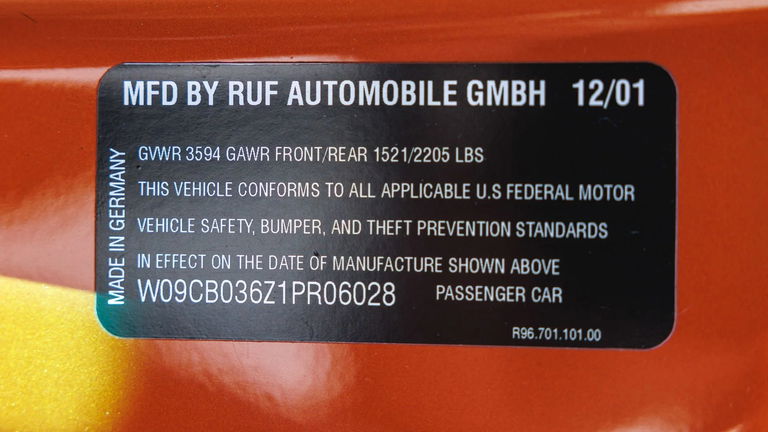 MFD BY RUF AUTOMOBILE GMBH 12/01
GVWR 3594 GAWR FRONT/REAR 1521/2205 LBS
THIS VEHICLE CONFORMS TO ALL APPLICABLE U.S FEDERAL MOTOR
VEHICLE SAFETY, BUMPER, AND THEFT PREVENTION STANDARDS
IN EFFECT ON THE DATE OF MANUFACTURE SHOWN ABOVE
W09CB036Z1PR06028 PASSENGER CAR
R96.701.101.00
MADE IN GERMANY